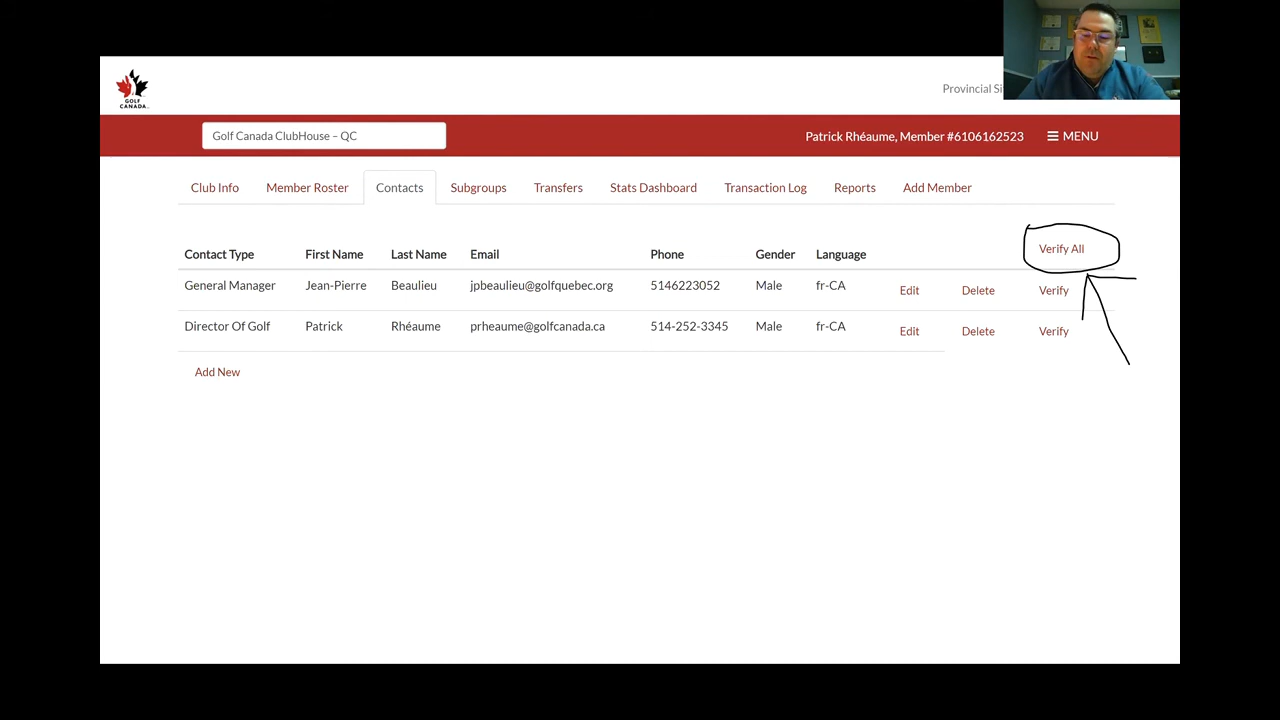 GOLF
CANADA
Provincial Si
Golf Canada ClubHouse – QC
Patrick Rhéaume, Member #6106162523
MENU
Club Info Member Roster Contacts Subgroups Transfers Stats Dashboard Transaction Log Reports Add Member
Verify All
Contact Type First Name Last Name Email Phone Gender Language
General Manager Jean-Pierre Beaulieu jpbeaulieu@golfquebec.org 5146223052 Male fr-CA Edit Delete Verify
Director Of Golf Patrick Rhéaume prheaume@golfcanada.ca 514-252-3345 Male fr-CA Edit Delete Verify
Add New